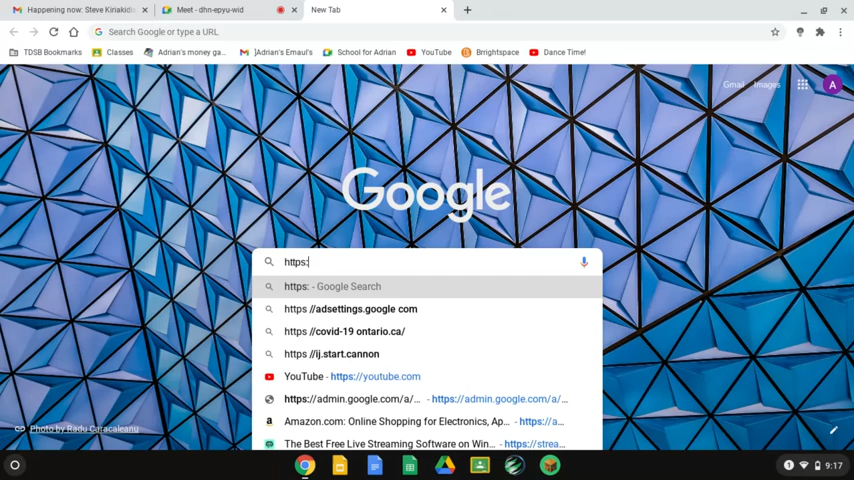 Happening now: Steve Kiriakidi
Meet - dhn-epyu-wid
New Tab
Search Google or type a URL
TDSB Bookmarks
Classes
Adrian's money ga...
]Adrian's Emaul's
School for Adrian
YouTube
Brrightspace
Dance Time!
Gmail
Images
A
Google
https:
https: - Google Search
https //adsettings.google com
https //covid-19 ontario.ca/
https //ij.start.cannon
YouTube - https://youtube.com
https://admin.google.com/a/... - https://admin.google.com/a/...
Amazon.com: Online Shopping for Electronics, Ap... - https://a...
The Best Free Live Streaming Software on Win... - https://strea...
Photo by Radu Caracaleanu
1
9:17